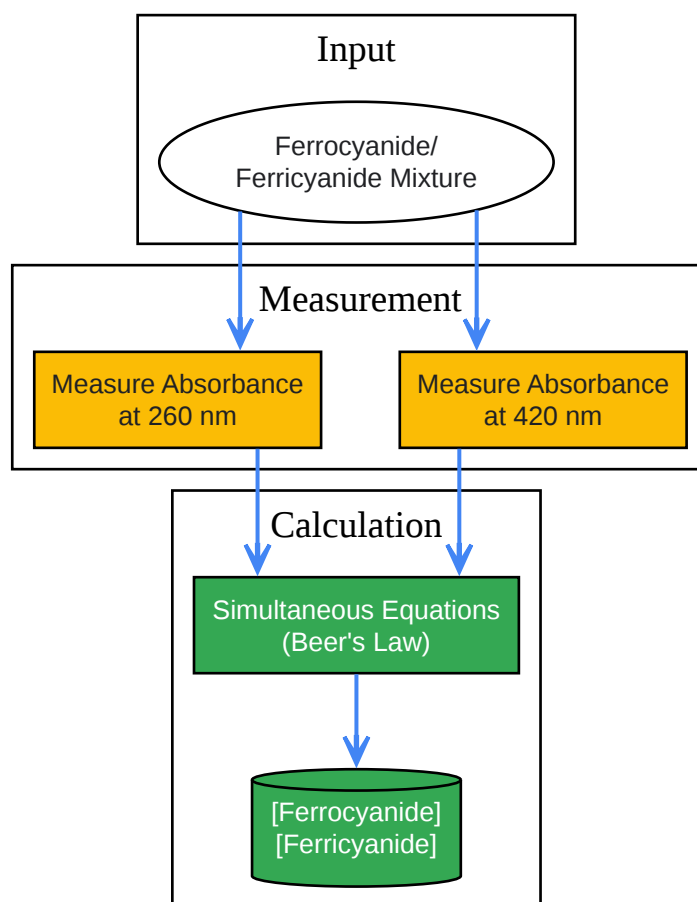 Input
Ferrocyanide/
Ferricyanide Mixture
Measurement
Measure Absorbance
at 260 nm
Measure Absorbance
at 420 nm
Calculation
Simultaneous Equations
(Beer's Law)
[Ferrocyanide]
[Ferricyanide]